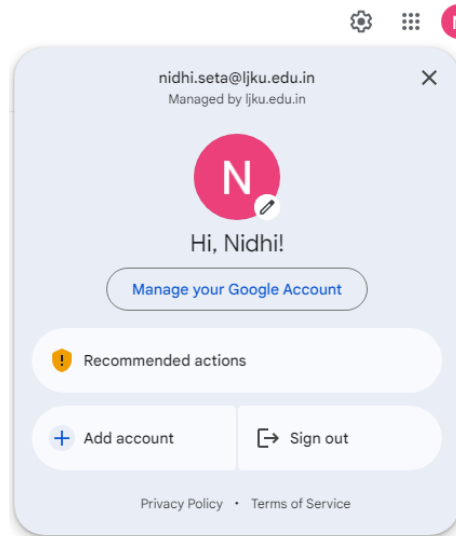 N
nidhi.seta@ljku.edu.in
Managed by ljku.edu.in
N
Hi, Nidhi!
Manage your Google Account
Recommended actions
Add account
Sign out
Privacy Policy • Terms of Service